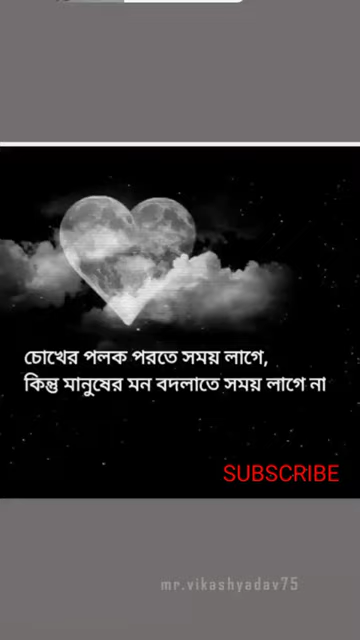 চোখের পলক পরতে সময় লাগে,
কিন্তু মানুষের মন বদলাতে সময় লাগে না
SUBSCRIBE
mr.vikashyadav75